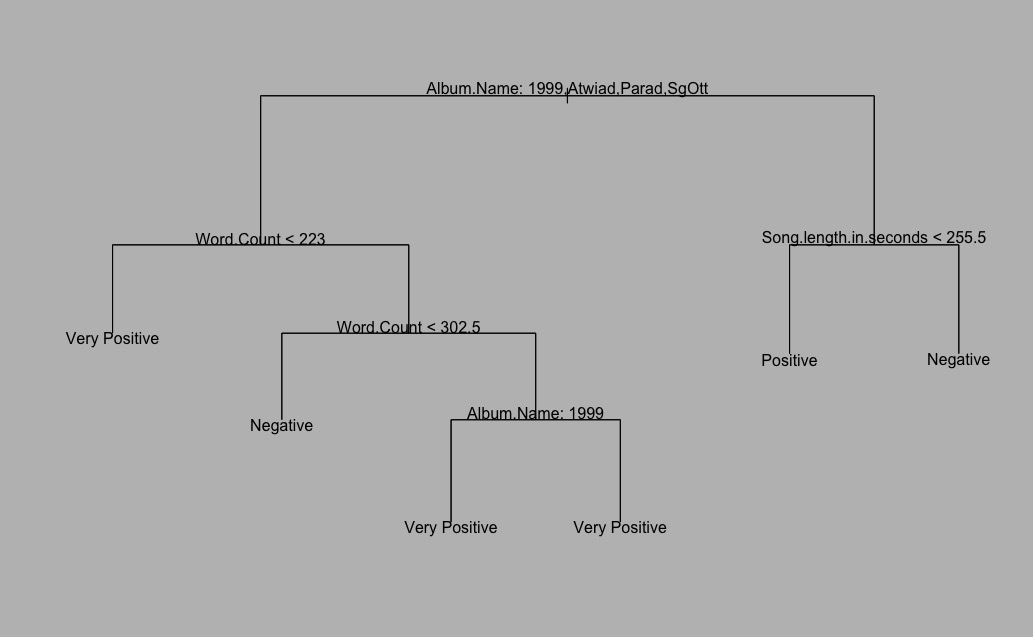 Album.Name: 1999,Atwiad,Parad,SgOtt
Word.Count < 223
Song.length.in.seconds < 255.5
Very Positive
Word.Count < 302.5
Positive
Negative
Negative
Album.Name: 1999
Very Positive
Very Positive